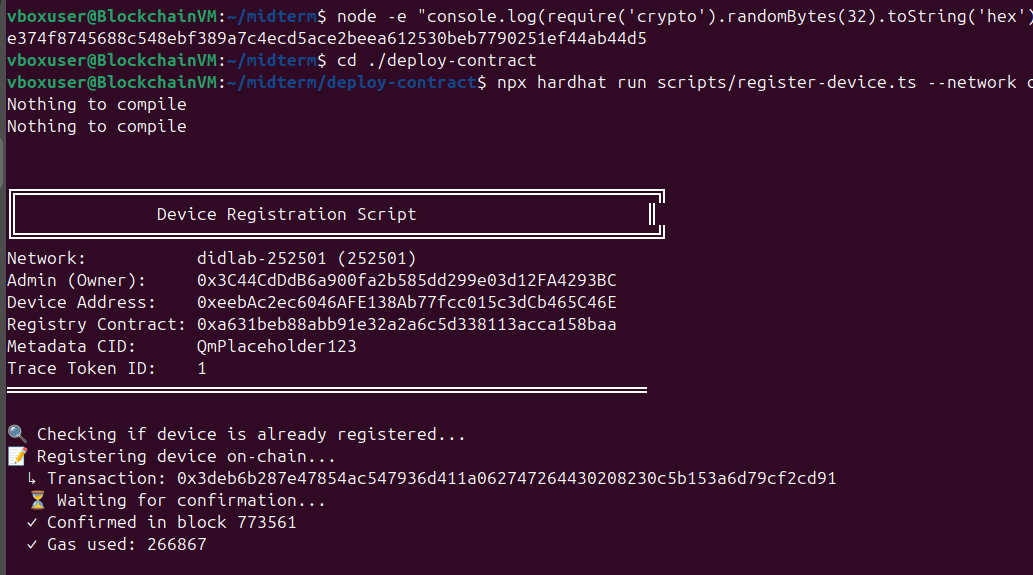 vboxuser@BlockchainVM:~/midterm$ node -e "console.log(require('crypto').randomBytes(32).toString('hex')
e374f8745688c548ebf389a7c4ecd5ace2beea612530beb7790251ef44ab44d5
vboxuser@BlockchainVM:~/midterm$ cd ./deploy-contract
vboxuser@BlockchainVM:~/midterm/deploy-contract$ npx hardhat run scripts/register-device.ts --network
Nothing to compile
Nothing to compile
Device Registration Script
Network: didlab-252501 (252501)
Admin (Owner): 0x3C44CdDdB6a900fa2b585dd299e03d12FA4293BC
Device Address: 0xeebAc2ec6046AFE138Ab77fcc015c3dCb465C46E
Registry Contract: 0xa631beb88abb91e32a2a6c5d338113acca158baa
Metadata CID: QmPlaceholder123
Trace Token ID: 1
🔍 Checking if device is already registered...
📝 Registering device on-chain...
↳ Transaction: 0x3deb6b287e47854ac547936d411a062747264430208230c5b153a6d79cf2cd91
⏳ Waiting for confirmation...
✓ Confirmed in block 773561
✓ Gas used: 266867